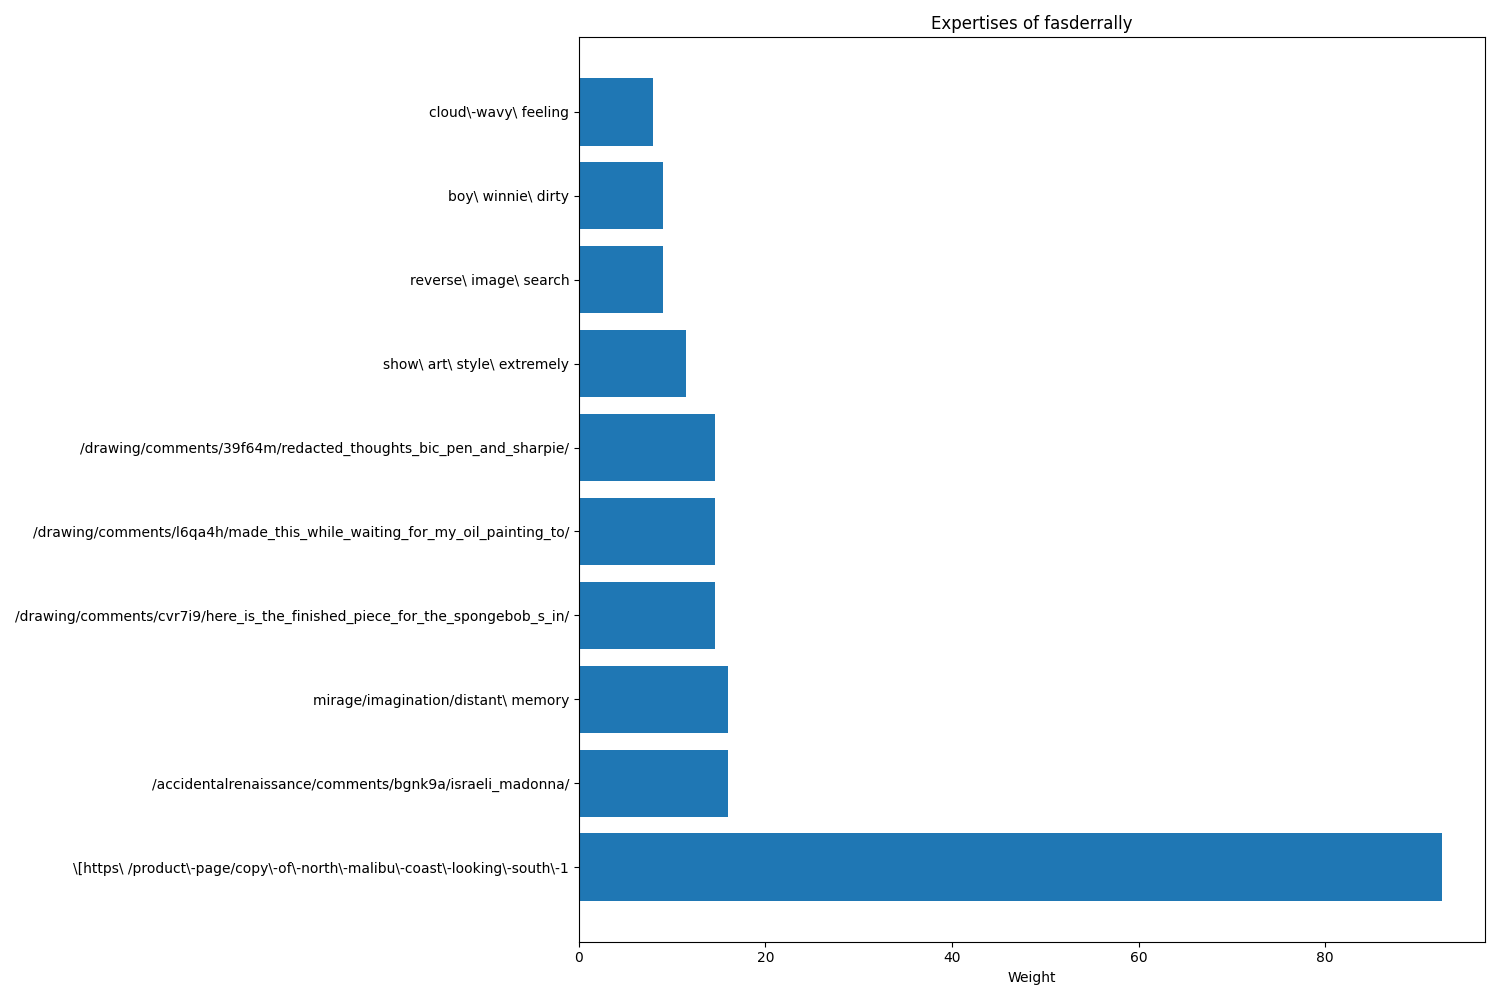 Expertises of fasderrally
cloud\-wavy\ feeling
boy\ winnie\ dirty
reverse\ image\ search
show\ art\ style\ extremely
/drawing/comments/39f64m/redacted_thoughts_bic_pen_and_sharpie/
/drawing/comments/l6qa4h/made_this_while_waiting_for_my_oil_painting_to/
/drawing/comments/cvr7i9/here_is_the_finished_piece_for_the_spongebob_s_in/
mirage/imagination/distant\ memory
/accidentalrenaissance/comments/bgnk9a/israeli_madonna/
\[https\ /product\-page/copy\-of\-north\-malibu\-coast\-looking\-south\-1
0 20 40 60 80
Weight